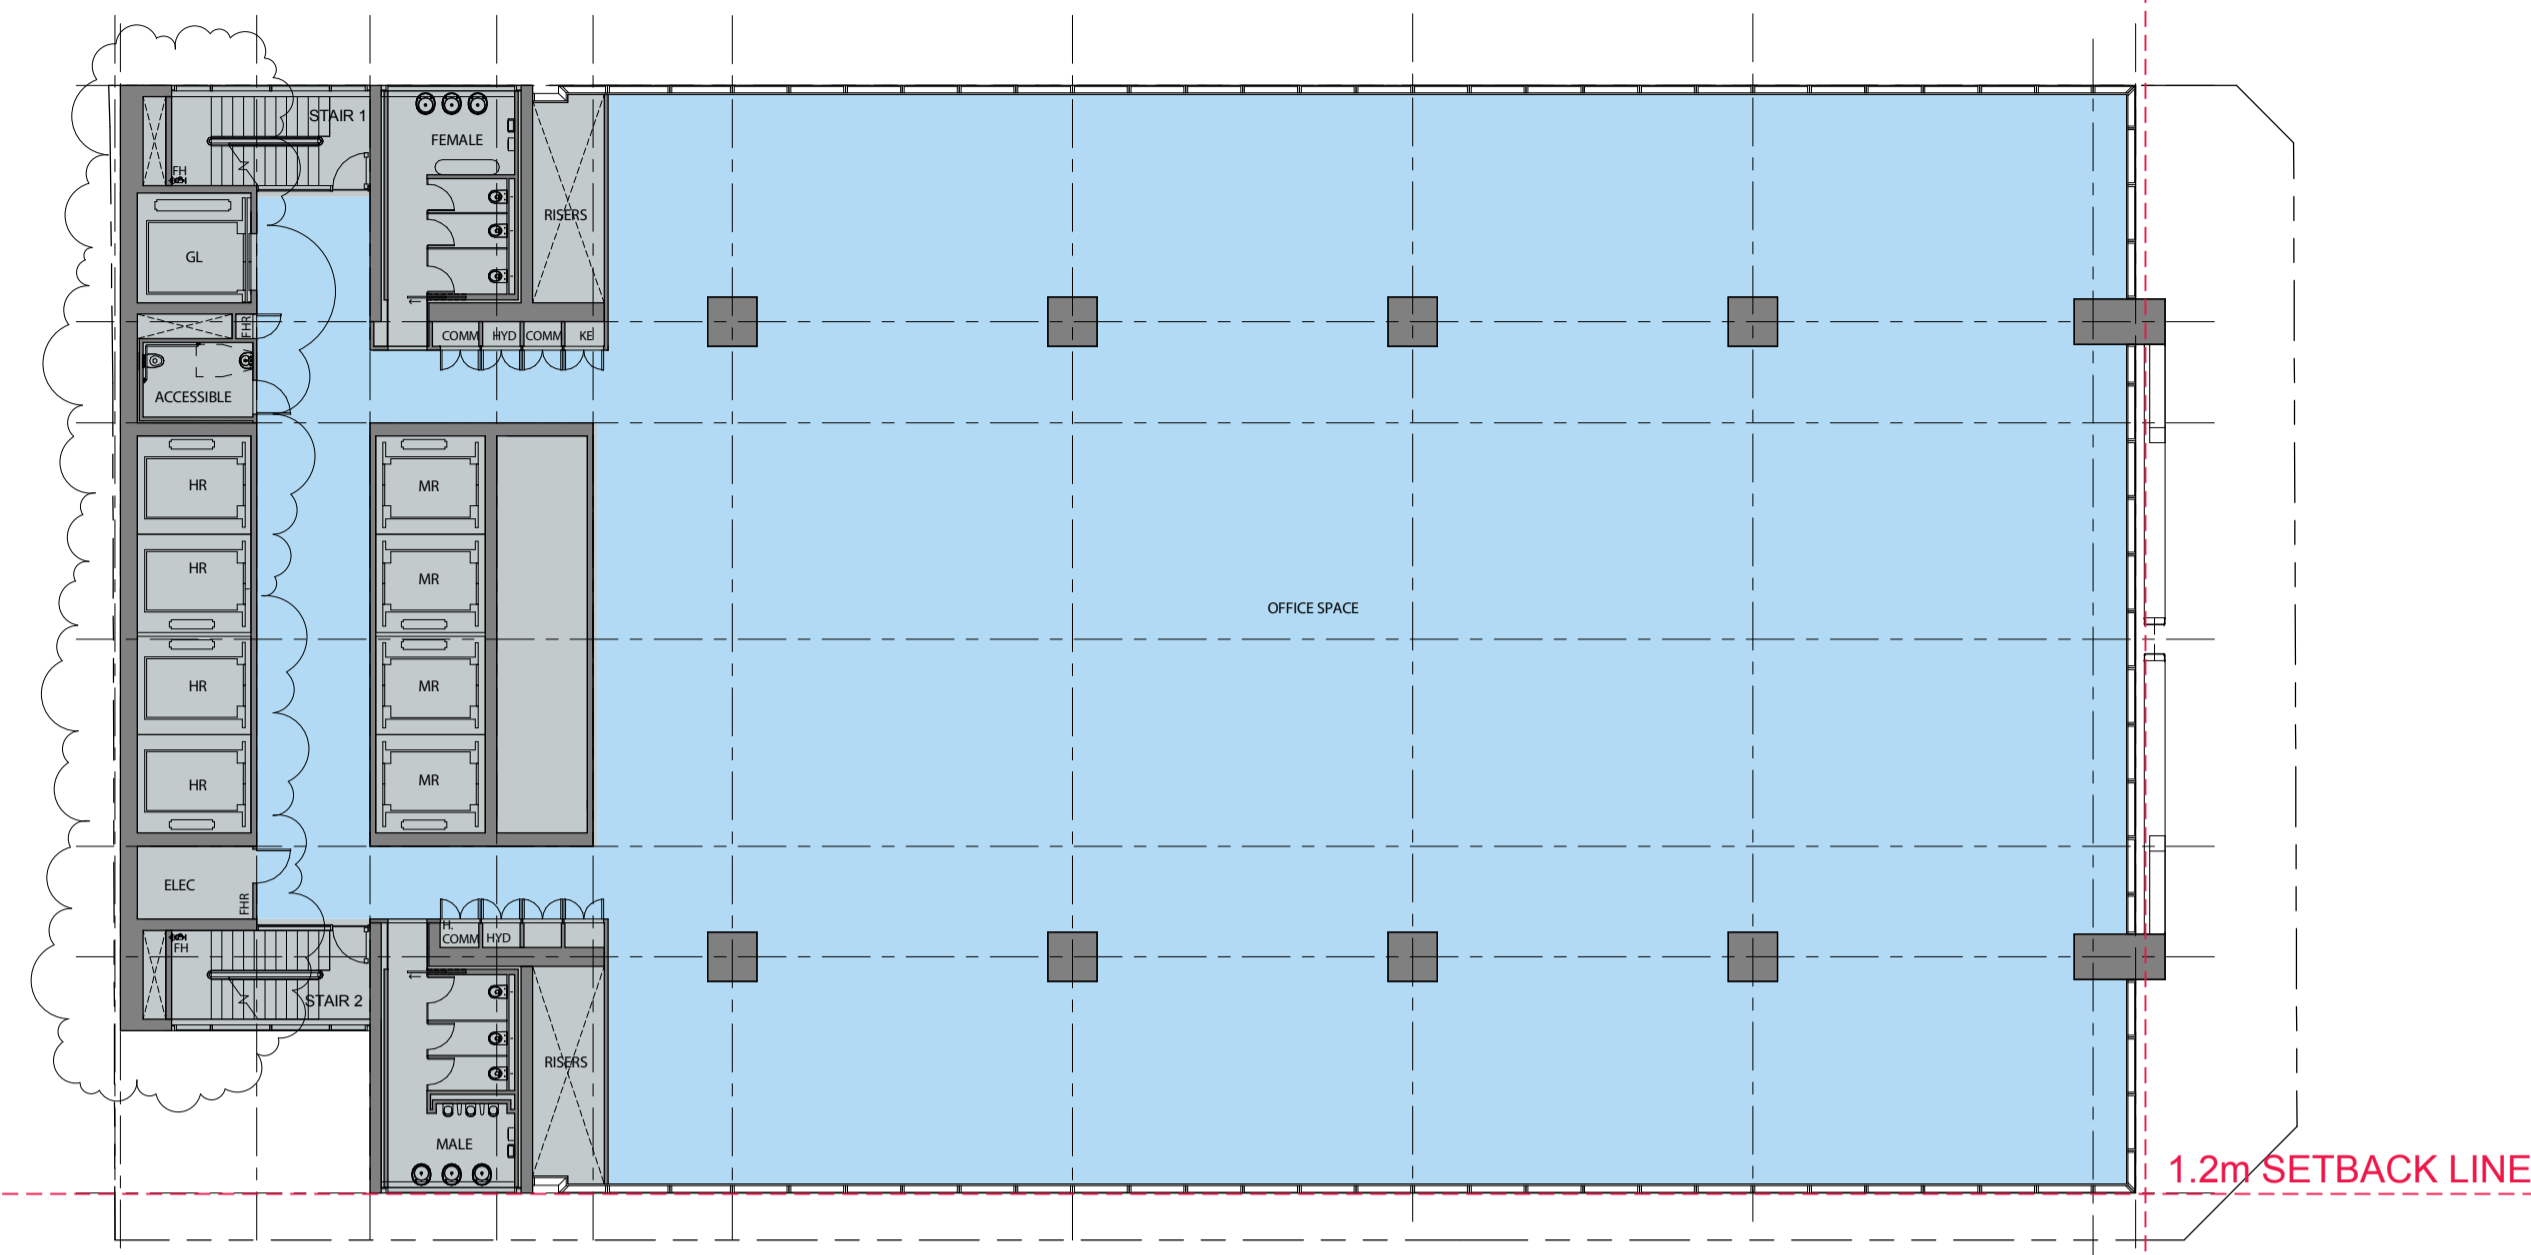 STAIR 1
FEMALE
FH
RISERS
GL
FHR
COMM
HYD
COMM
KE
ACCESSIBLE
HR
MR
HR
MR
OFFICE SPACE
HR
MR
HR
MR
ELEC
FHR
H.
COMM
HYD
FH
STAIR 2
RISERS
MALE
1.2m SETBACK LINE